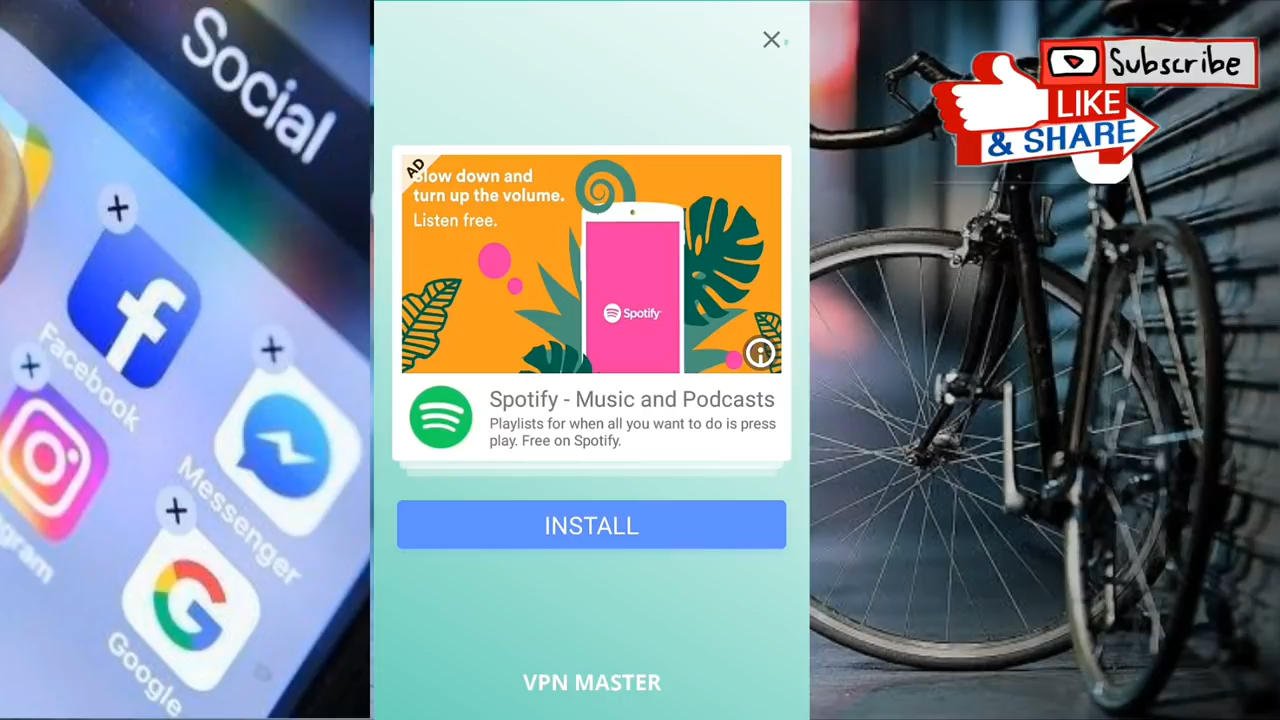 Social
Facebook
Messenger
gram
Google
AD
Slow down and
turn up the volume.
Listen free.
Spotify
Spotify - Music and Podcasts
Playlists for when all you want to do is press
play. Free on Spotify.
INSTALL
VPN MASTER
Subscribe
LIKE
& SHARE